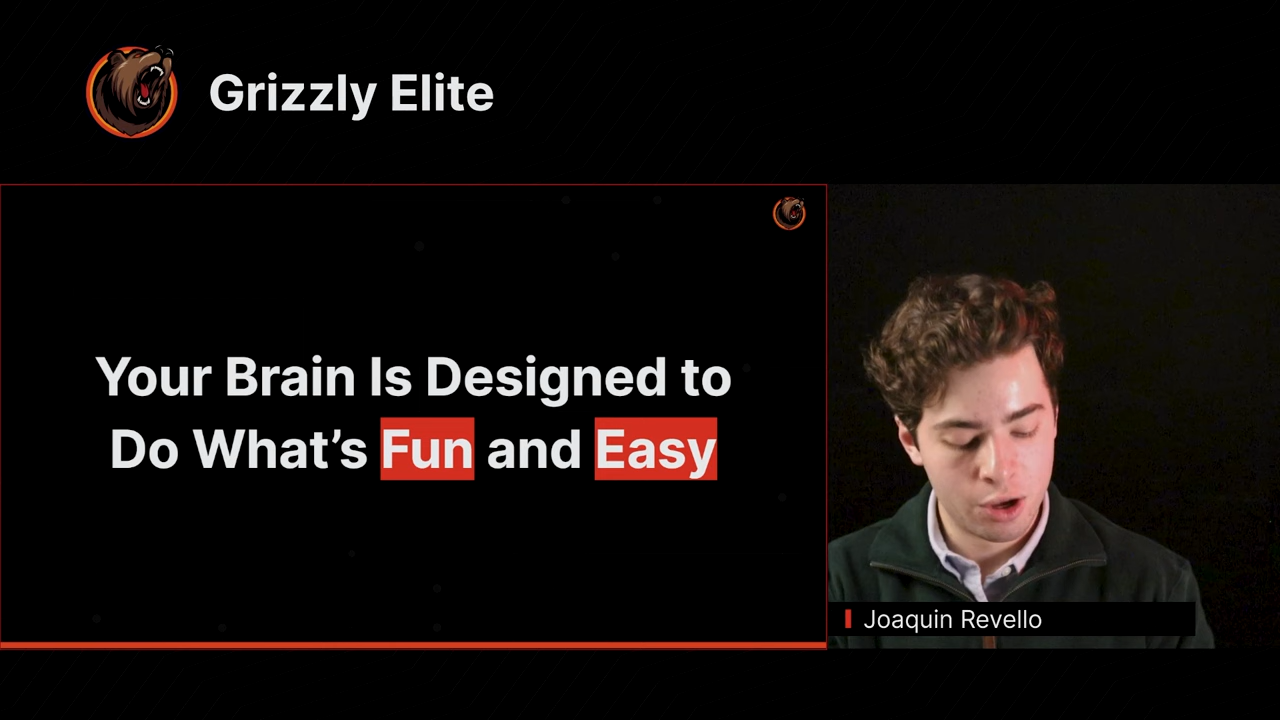 Grizzly Elite
Your Brain Is Designed to
Do What’s Fun and Easy
Joaquin Revello